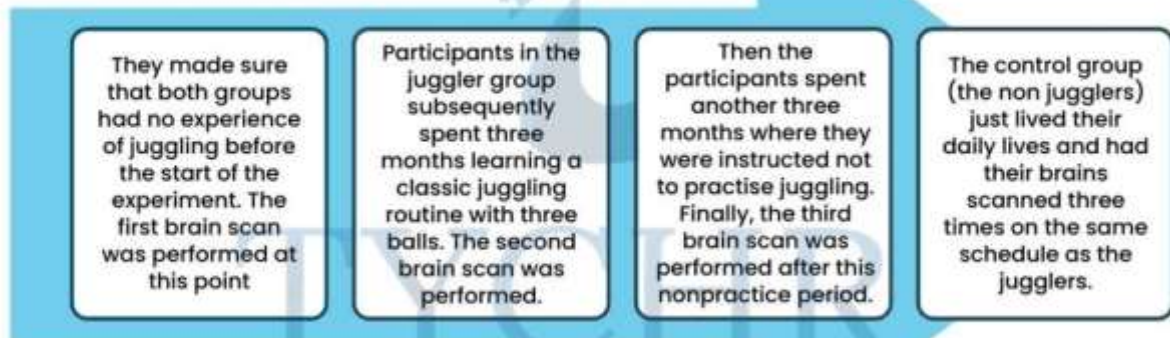 They made sure
that both groups
had no experience
of juggling before
the start of the
experiment. The
first brain scan
was performed at
this point
Participants in the
juggler group
subsequently
spent three
months learning a
classic juggling
routine with three
balls. The second
brain scan was
performed.
Then the
participants spent
another three
months where they
were instructed not
to practise juggling.
Finally, the third
brain scan was
performed after this
nonpractice period.
The control group
(the non jugglers)
just lived their
daily lives and had
their brains
scanned three
times on the same
schedule as the
jugglers.
TYCHR